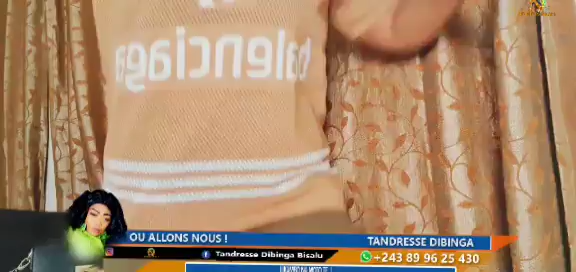 balenciaga
OU ALLONS NOUS !
TANDRESSE DIBINGA
Tandresse Dibinga Bisalu
+243 89 96 25 430